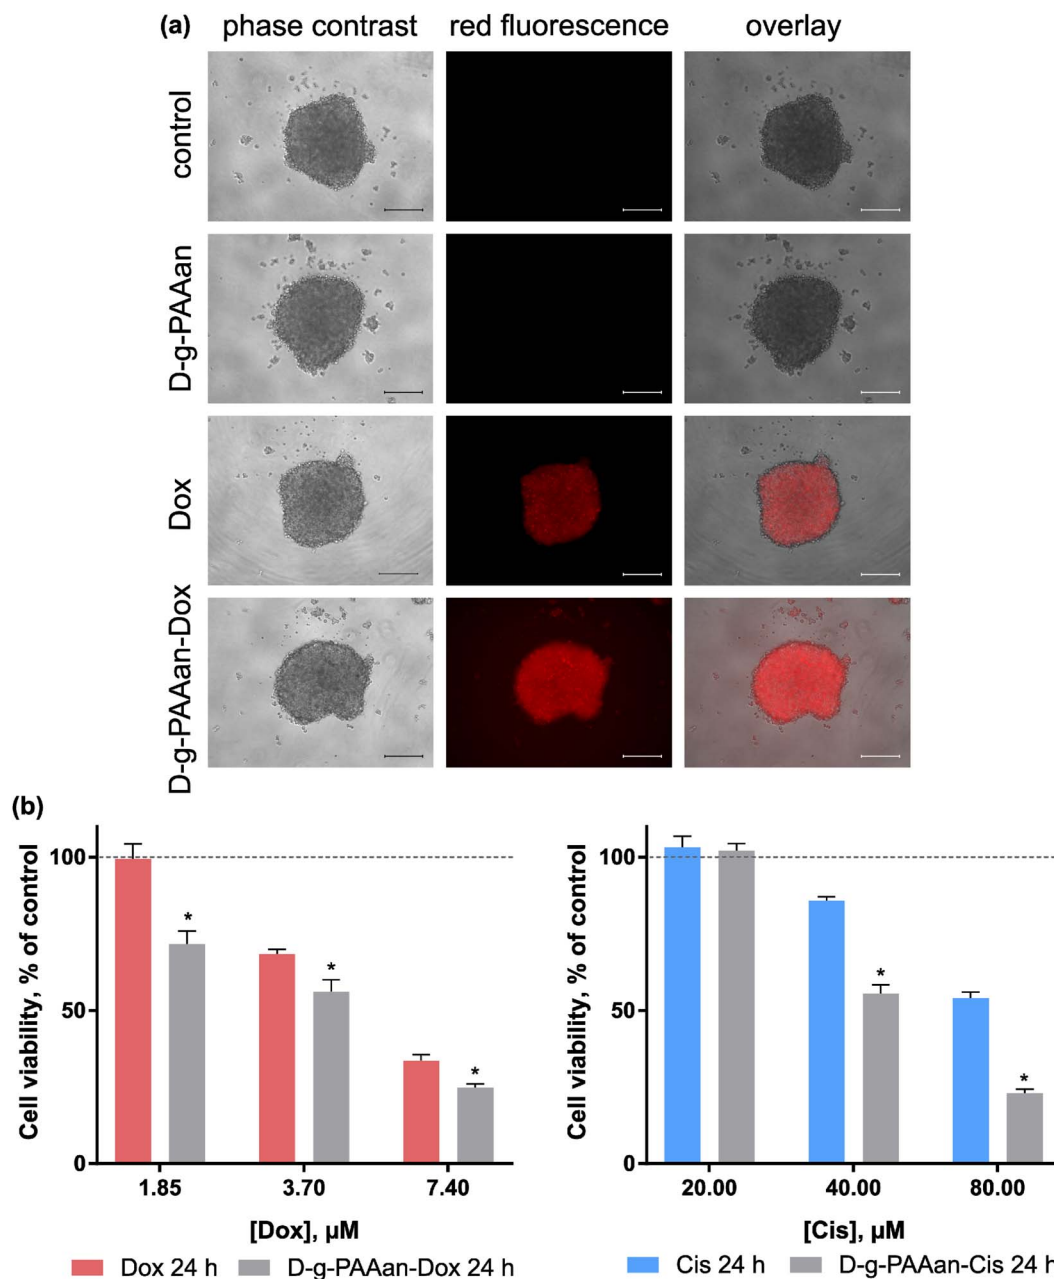 (a) phase contrast red fluorescence overlay
control
D-g-PAAan
Dox
D-g-PAAan-Dox
(b)
Cell viability, % of control
100
50
0
1.85 3.70 7.40
[Dox], µM
Dox 24 h D-g-PAAan-Dox 24 h
*
*
*
Cell viability, % of control
100
50
0
20.00 40.00 80.00
[Cis], µM
Cis 24 h D-g-PAAan-Cis 24 h
*
*